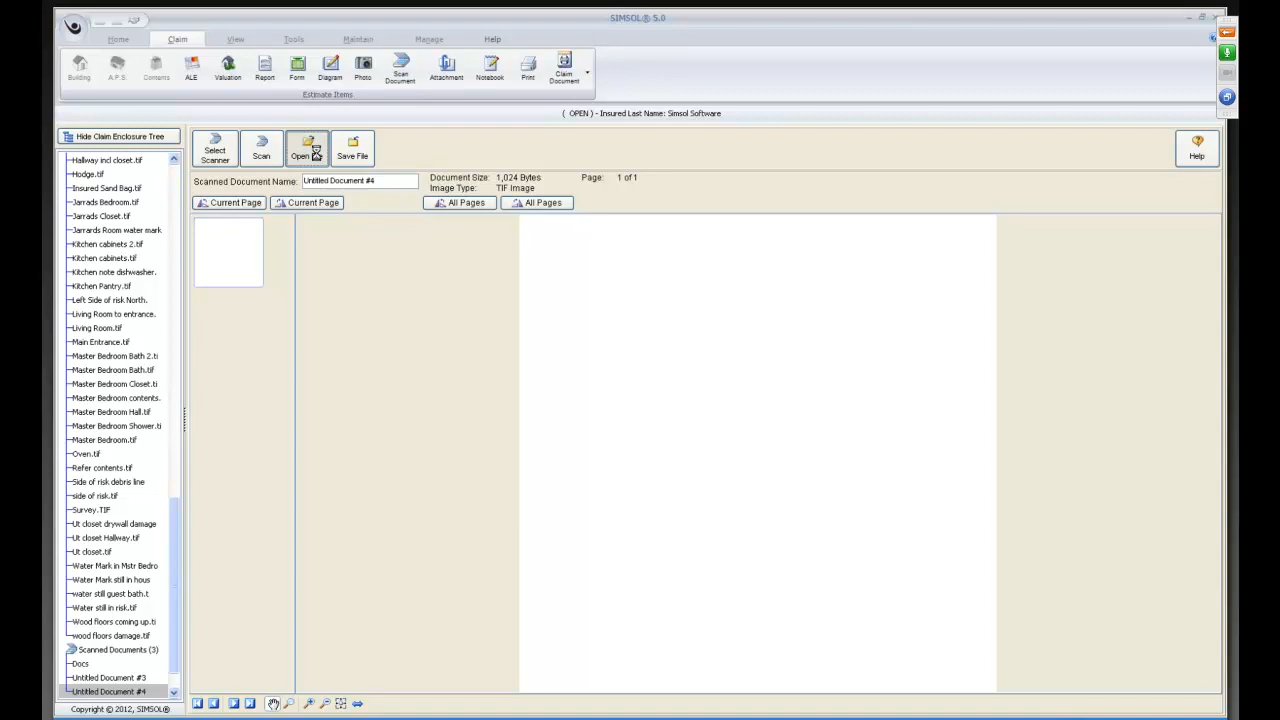 SIMSOL® 5.0
Home
Claim
View
Tools
Maintain
Manage
Help
Building
A.P.S.
Contents
ALE
Valuation
Report
Form
Diagram
Photo
Scan
Document
Attachment
Notebook
Print
Claim
Document
Estimate Items
( OPEN ) - Insured Last Name: Simsol Software
Hide Claim Enclosure Tree
Select
Scanner
Scan
Open
Save File
Help
Scanned Document Name:
Untitled Document #4
Document Size: 1,024 Bytes
Image Type: TIF Image
Page: 1 of 1
Current Page
Current Page
All Pages
All Pages
Hallway incl closet.tif
Hodge.tif
Insured Sand Bag.tif
Jarrads Bedroom.tif
Jarrads Closet.tif
Jarrards Room water mark
Kitchen cabinets 2.tif
Kitchen cabinets.tif
Kitchen note dishwasher.
Kitchen Pantry.tif
Left Side of risk North.
Living Room to entrance.
Living Room.tif
Main Entrance.tif
Master Bedroom Bath 2.ti
Master Bedroom Bath.tif
Master Bedroom Closet.ti
Master Bedroom contents.
Master Bedroom Hall.tif
Master Bedroom Shower.ti
Master Bedroom.tif
Oven.tif
Refer contents.tif
Side of risk debris line
side of risk.tif
Survey.TIF
Ut closet drywall damage
Ut closet Hallway.tif
Ut closet.tif
Water Mark in Mstr Bedro
Water Mark still in hous
water still guest bath.t
Water still in risk.tif
Wood floors coming up.ti
wood floors damage.tif
Scanned Documents (3)
Docs
Untitled Document #3
Untitled Document #4
Copyright © 2012, SIMSOL®